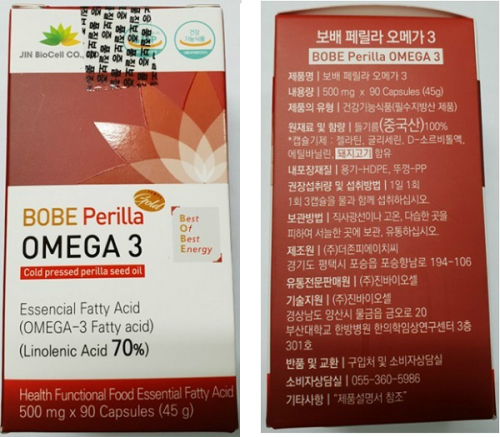 JIN BioCell CO.,
건강
기능식품
BOBE Perilla
Gold
OMEGA 3
Cold pressed perilla seed oil
Best
Of
Best
Energy
Essencial Fatty Acid
(OMEGA-3 Fatty acid)
(Linolenic Acid 70%)
Health Functional Food Essential Fatty Acid
500 mg x 90 Capsules (45 g)
보배 페릴라 오메가 3
BOBE Perilla OMEGA 3
제품명 | 보배 페릴라 오메가 3
내용량 | 500 mg x 90 Capsules (45g)
제품의 유형 | 건강기능식품(필수지방산 제품)
원재료 및 함량 | 들기름(중국산)100%
*캡슐기제 : 젤라틴, 글리세린, D-소르비톨액,
에틸바닐린, 돼지고기 함유
내포장재질 | 용기-HDPE, 뚜껑-PP
권장섭취량 및 섭취방법 | 1일 1회
1회 3캡슐을 물과 함께 섭취하십시오.
보관방법 | 직사광선이나 고온, 다습한 곳을
피하여 서늘한 곳에 보관, 유통하십시오.
제조원 | (주)더존피에이치씨
경기도 평택시 포승읍 포승향남로 194-106
유통전문판매원 | (주)진바이오셀
기술지원 | (주)진바이오셀
경상남도 양산시 물금읍 금오로 20
부산대학교 한방병원 한의학임상연구센터 3층
301호
반품 및 교환 | 구입처 및 소비자상담실
소비자상담실 | 055-360-5986
기타사항 | "제품설명서 참조"